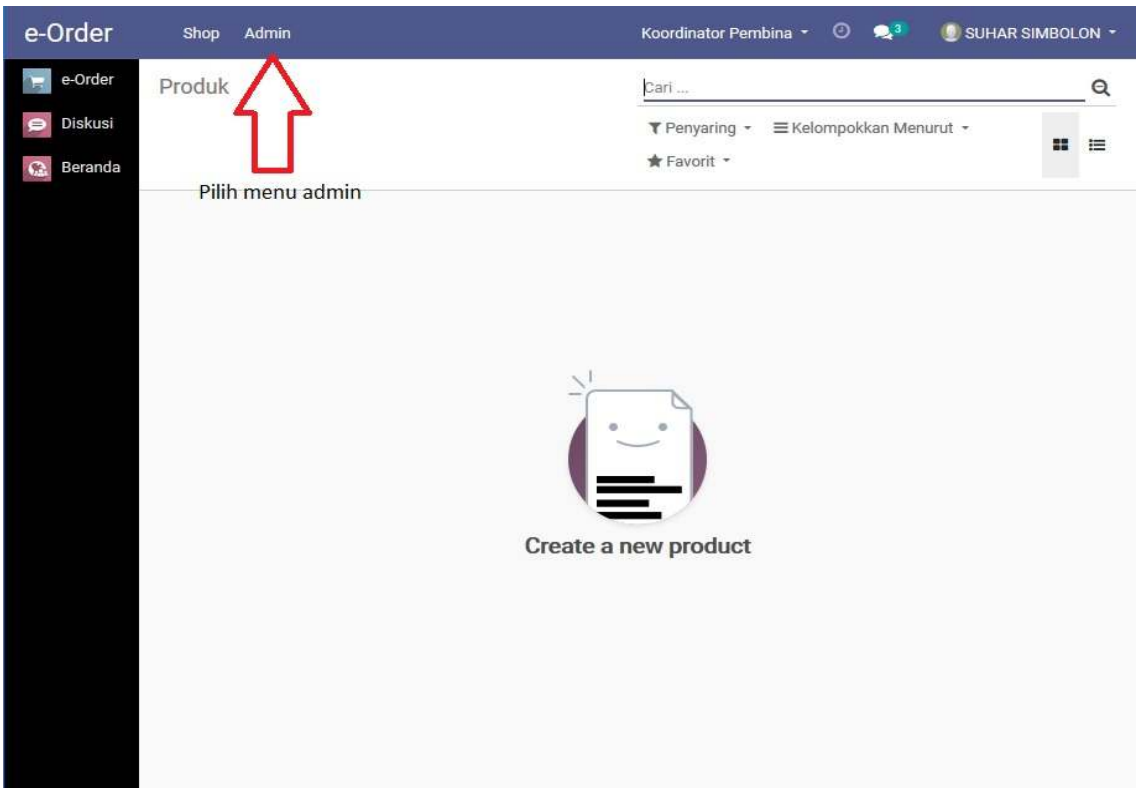 e-Order Shop Admin Koordinator Pembina 3 SUHAR SIMBOLON
e-Order
Diskusi
Beranda
Produk
Cari ...
Penyaring Kelompokkan Menurut
Favorit
Pilih menu admin
Create a new product